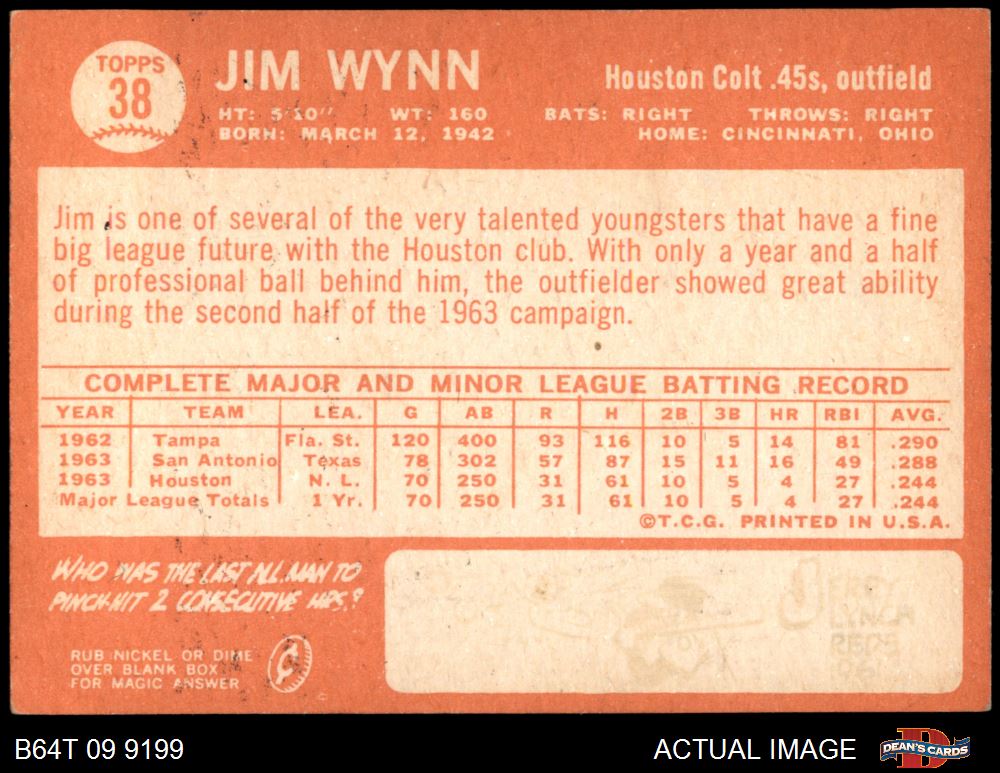 TOPPS
38
JIM WYNN
Houston Colt .45s, outfield
HT: 5'10" WT: 160 BATS: RIGHT THROWS: RIGHT
BORN: MARCH 12, 1942 HOME: CINCINNATI, OHIO
Jim is one of several of the very talented youngsters that have a fine
big league future with the Houston club. With only a year and a half
of professional ball behind him, the outfielder showed great ability
during the second half of the 1963 campaign.
COMPLETE MAJOR AND MINOR LEAGUE BATTING RECORD
YEAR TEAM LEA. G AB R H 2B 3B HR RBI AVG.
1962 Tampa Fla. St. 120 400 93 116 10 5 14 81 .290
1963 San Antonio Texas 78 302 57 87 15 11 16 49 .288
1963 Houston N. L. 70 250 31 61 10 5 4 27 .244
Major League Totals 1 Yr. 70 250 31 61 10 5 4 27 .244
©T.C.G. PRINTED IN U.S.A.
WHO WAS THE LAST N.L. MAN TO
PINCH-HIT 2 CONSECUTIVE HRS.?
RUB NICKEL OR DIME
OVER BLANK BOX
FOR MAGIC ANSWER
JERRY
LYNCH
REDS
B64T 09 9199
ACTUAL IMAGE
DEAN'S CARDS